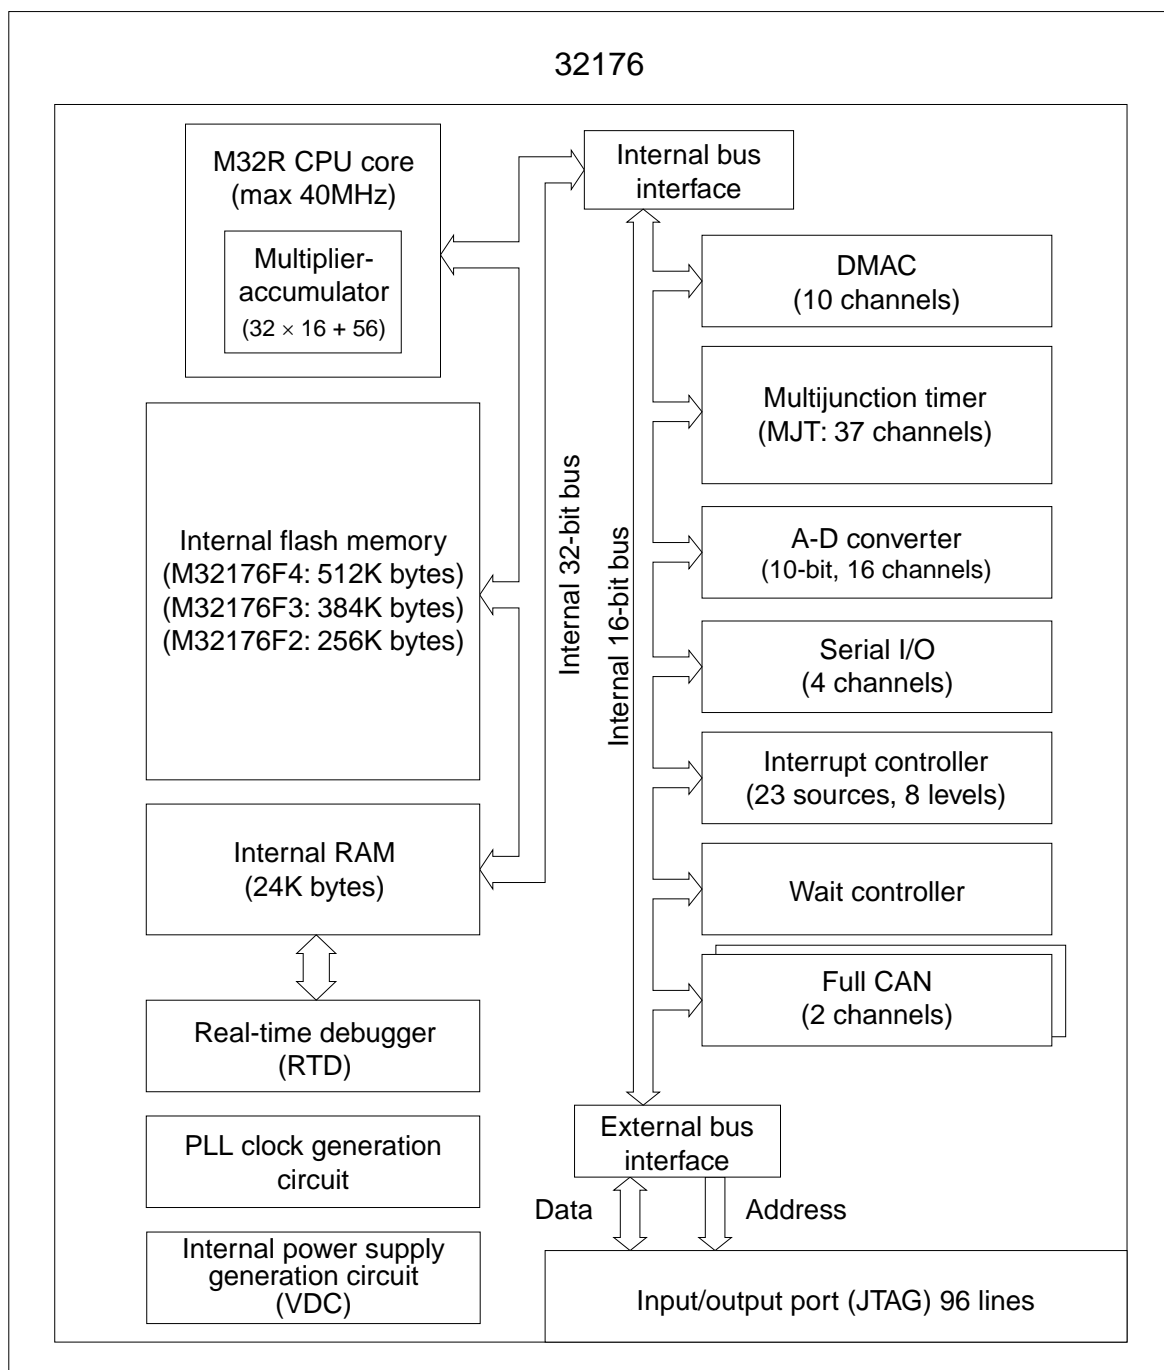 32176
M32R CPU core
(max 40MHz)
Multiplier-
accumulator
(32 × 16 + 56)
Internal flash memory
(M32176F4: 512K bytes)
(M32176F3: 384K bytes)
(M32176F2: 256K bytes)
Internal RAM
(24K bytes)
Real-time debugger
(RTD)
PLL clock generation
circuit
Internal power supply
generation circuit
(VDC)
Internal 32-bit bus
Internal 16-bit bus
Internal bus
interface
DMAC
(10 channels)
Multijunction timer
(MJT: 37 channels)
A-D converter
(10-bit, 16 channels)
Serial I/O
(4 channels)
Interrupt controller
(23 sources, 8 levels)
Wait controller
Full CAN
(2 channels)
External bus
interface
Data
Address
Input/output port (JTAG) 96 lines